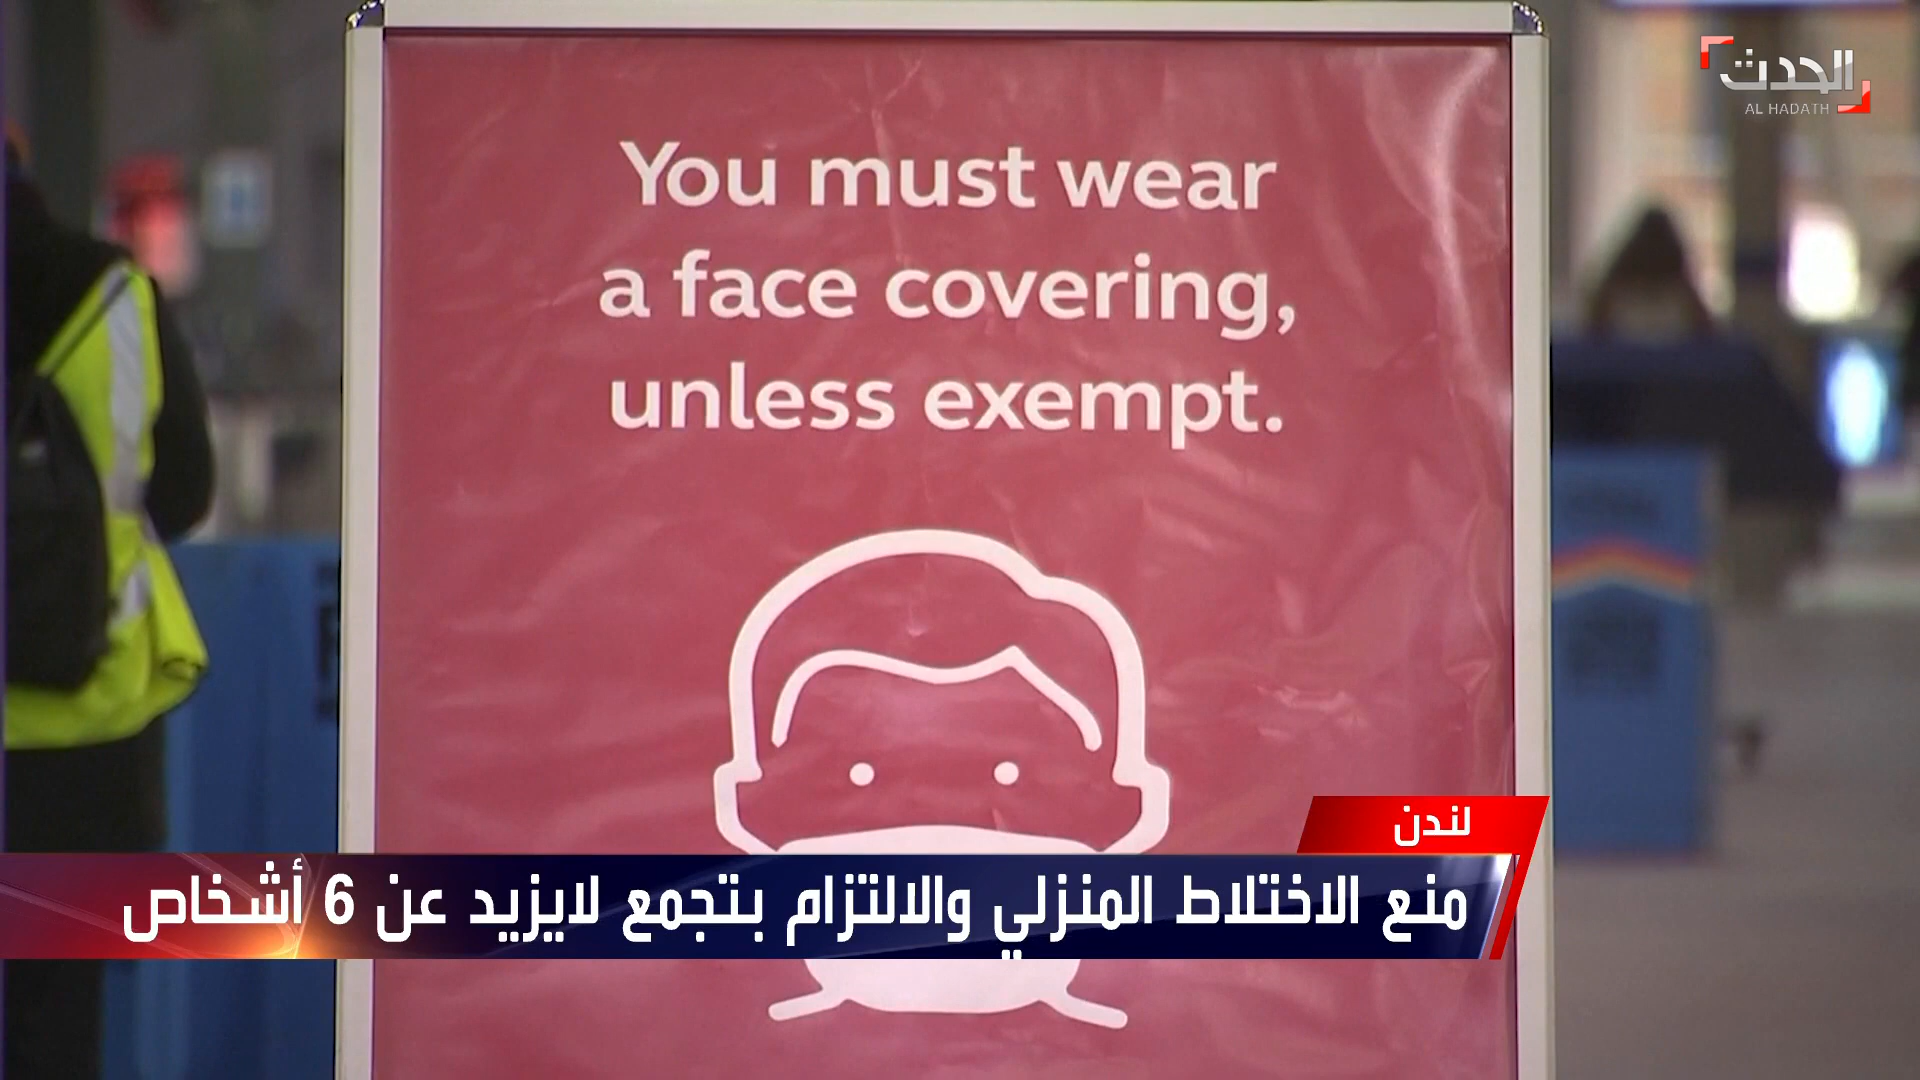 الحدث
AL HADATH
You must wear
a face covering,
unless exempt.
لندن
منع الاختلاط المنزلي والالتزام بتجمع لايزيد عن 6 أشخاص